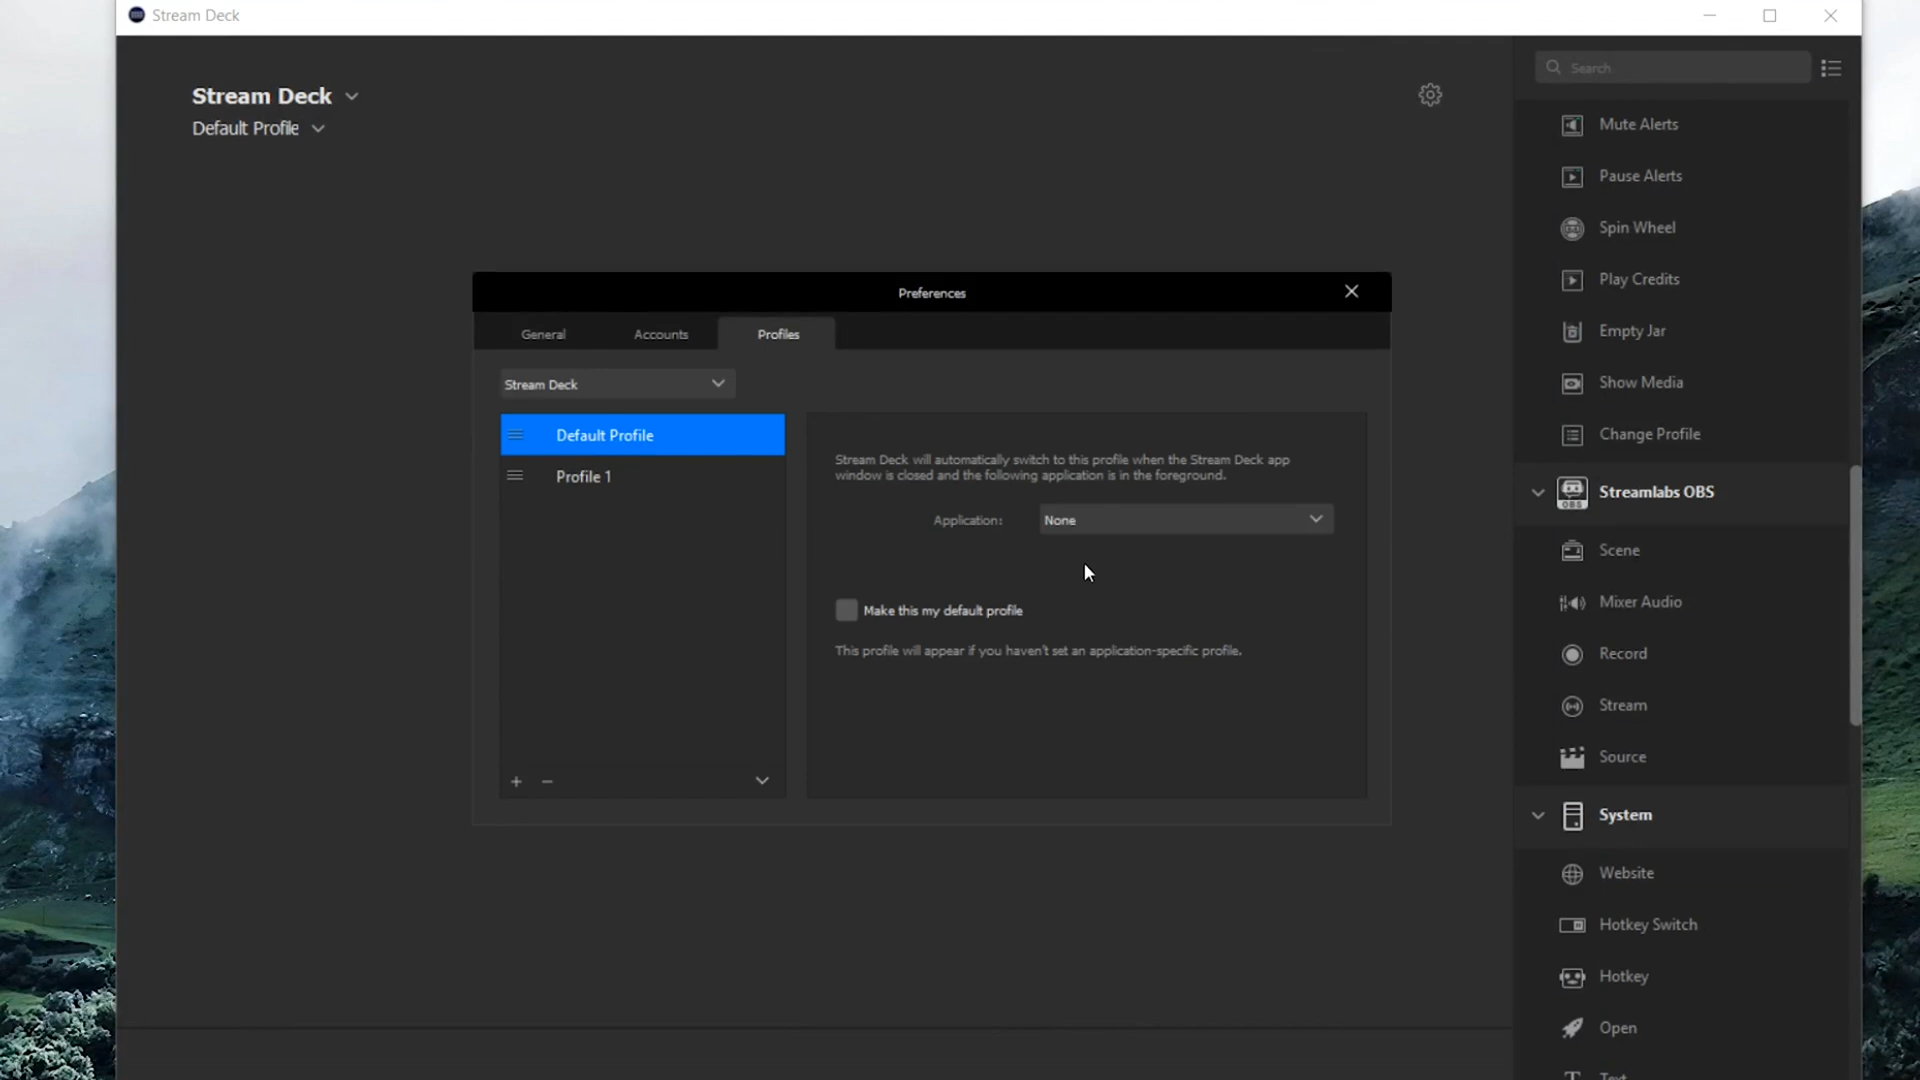 Stream Deck
Stream Deck
Default Profile
Search
Mute Alerts
Pause Alerts
Spin Wheel
Play Credits
Empty Jar
Show Media
Change Profile
Streamlabs OBS
OBS
Scene
Mixer Audio
Record
Stream
Source
System
Website
Hotkey Switch
Hotkey
Open
Text
Preferences
General
Accounts
Profiles
Stream Deck
Default Profile
Profile 1
Stream Deck will automatically switch to this profile when the Stream Deck app
window is closed and the following application is in the foreground.
Application:
None
Make this my default profile
This profile will appear if you haven't set an application-specific profile.